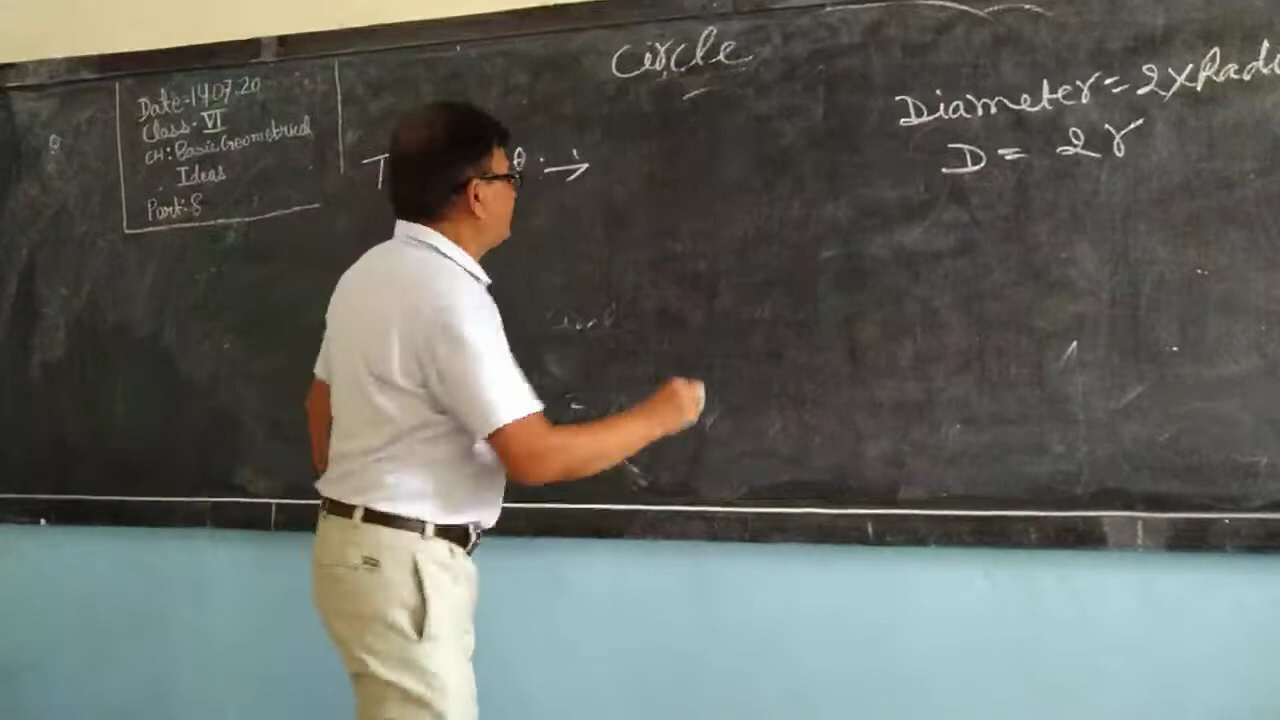 Circle
Date-14.07.20
Class-VI
CH: Basic Geometrical
Ideas
Part:8
Diameter=2×Radi
D = 2r